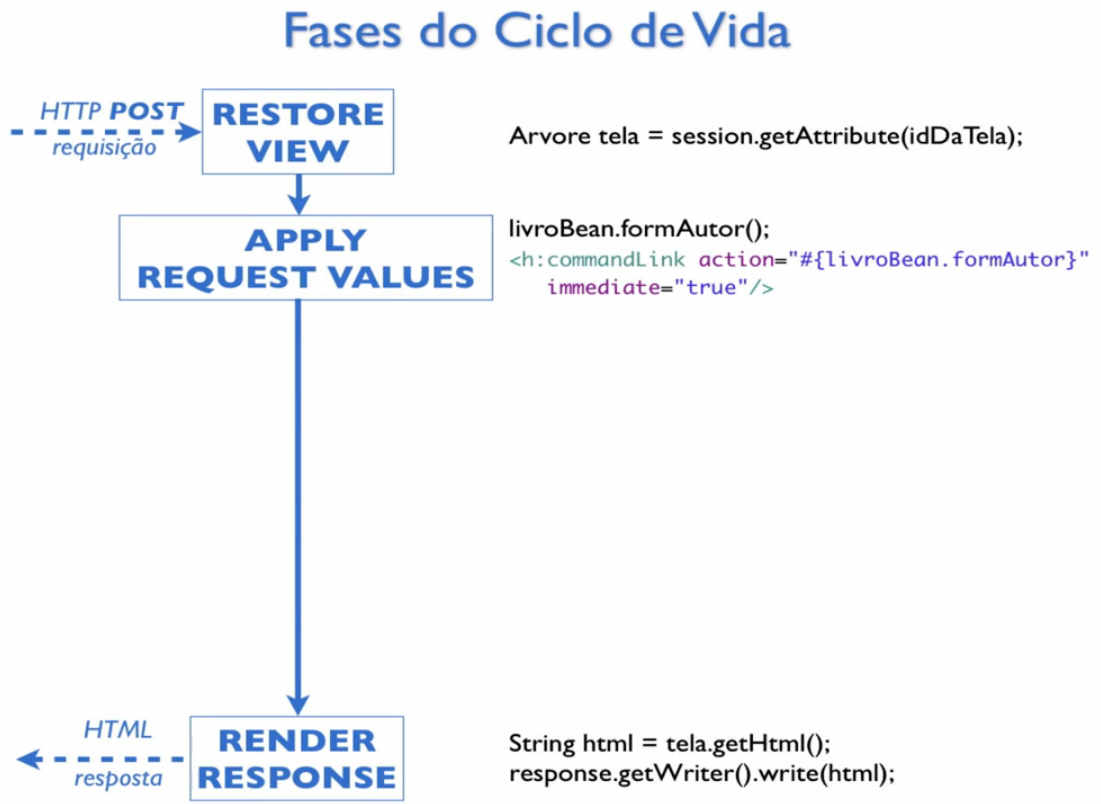 Fases do Ciclo de Vida
HTTP POST
requisição
RESTORE
VIEW
Arvore tela = session.getAttribute(idDaTela);
APPLY
REQUEST VALUES
livroBean.formAutor();
<h:commandLink action="#{livroBean.formAutor}"
immediate="true"/>
HTML
resposta
RENDER
RESPONSE
String html = tela.getHtml();
response.getWriter().write(html);